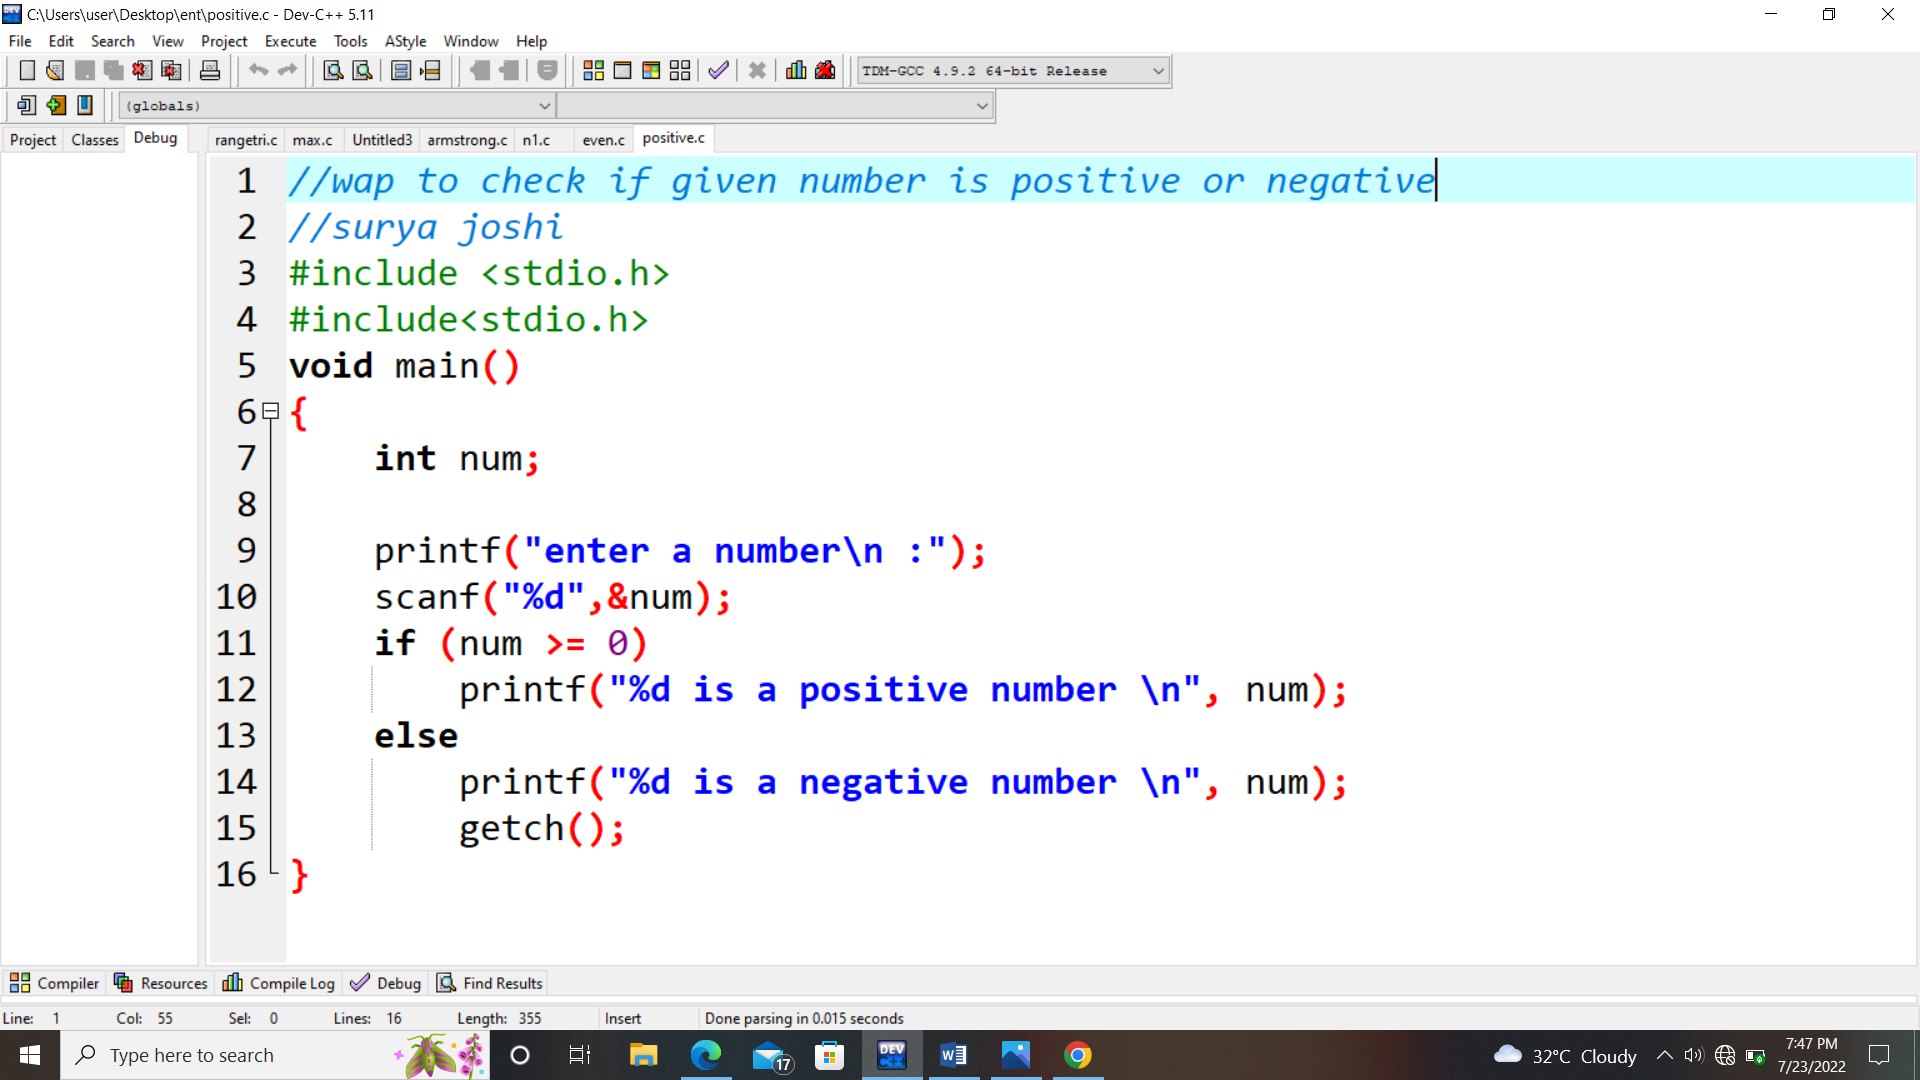 C:\Users\user\Desktop\ent\positive.c - Dev-C++ 5.11
File Edit Search View Project Execute Tools AStyle Window Help
TDM-GCC 4.9.2 64-bit Release
(globals)
Project Classes Debug rangetri.c max.c Untitled3 armstrong.c n1.c even.c positive.c
1 //wap to check if given number is positive or negative
2 //surya joshi
3 #include <stdio.h>
4 #include<stdio.h>
5 void main()
6 {
7 int num;
8
9 printf("enter a number\n :");
10 scanf("%d",&num);
11 if (num >= 0)
12 printf("%d is a positive number \n", num);
13 else
14 printf("%d is a negative number \n", num);
15 getch();
16 }
Compiler Resources Compile Log Debug Find Results
Line: 1 Col: 55 Sel: 0 Lines: 16 Length: 355 Insert Done parsing in 0.015 seconds
Type here to search 17 DEV C++ 32°C Cloudy 7:47 PM
7/23/2022